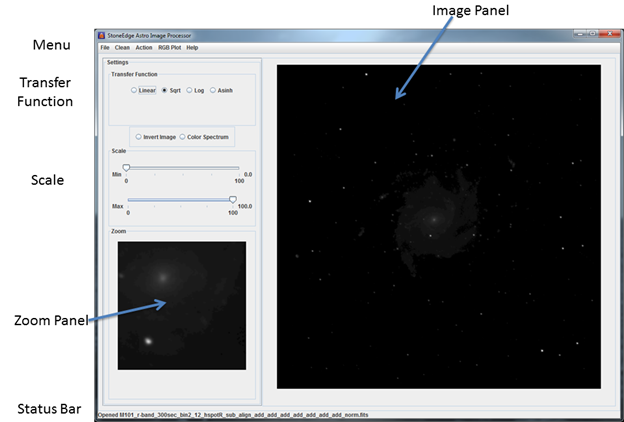 Image Panel
StoneEdge Astro Image Processor
Menu
File Clean Action RGB Plot Help
Settings
Transfer Function
Transfer
Function
Linear Sqrt Log Asinh
Invert Image Color Spectrum
Scale
Scale
Min 0.0
0 100
Max 100.0
0 100
Zoom
Zoom Panel
Status Bar
Opened M101_r-band_300sec_bin2_12_hspotR_sub_align_add_add_add_add_add_add_add_norm.fits